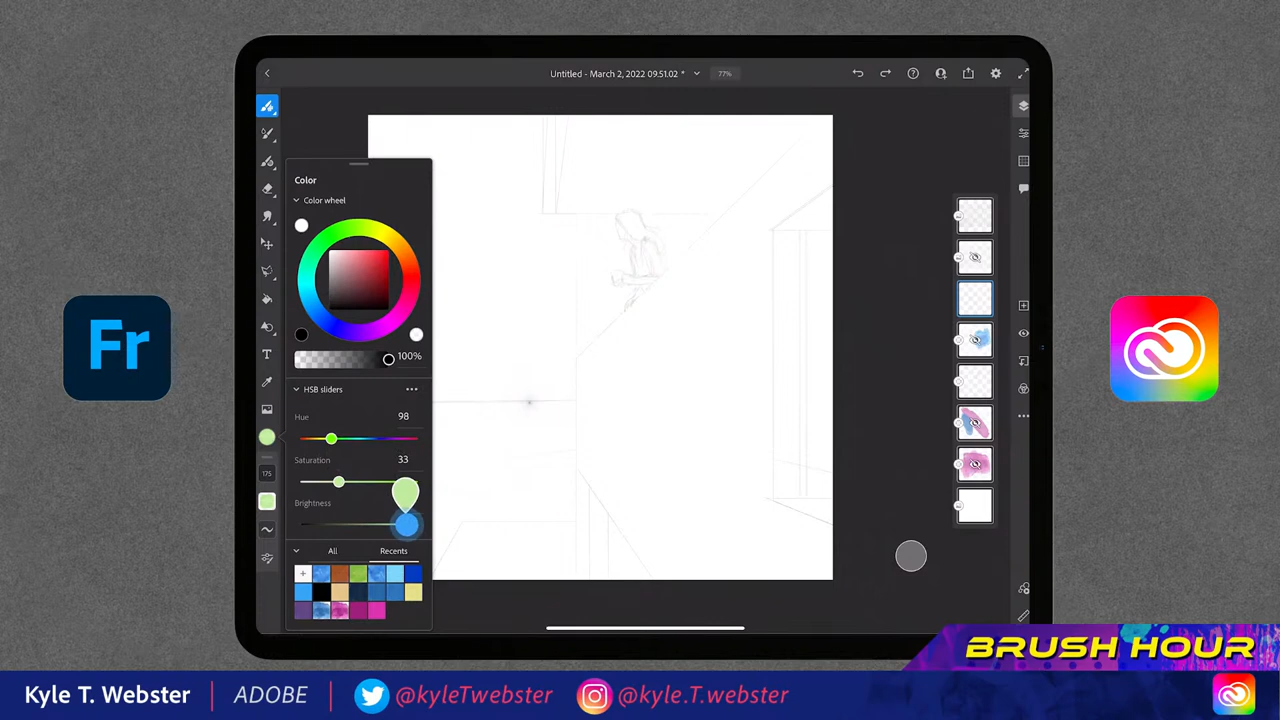 Untitled - March 2, 2022 09.51.02 *
77%
Color
Color wheel
100%
HSB sliders
Hue
98
Saturation
33
Brightness
All
Recents
175
T
Fr
BRUSH HOUR
Kyle T. Webster | ADOBE | @kyleTwebster @kyle.T.webster